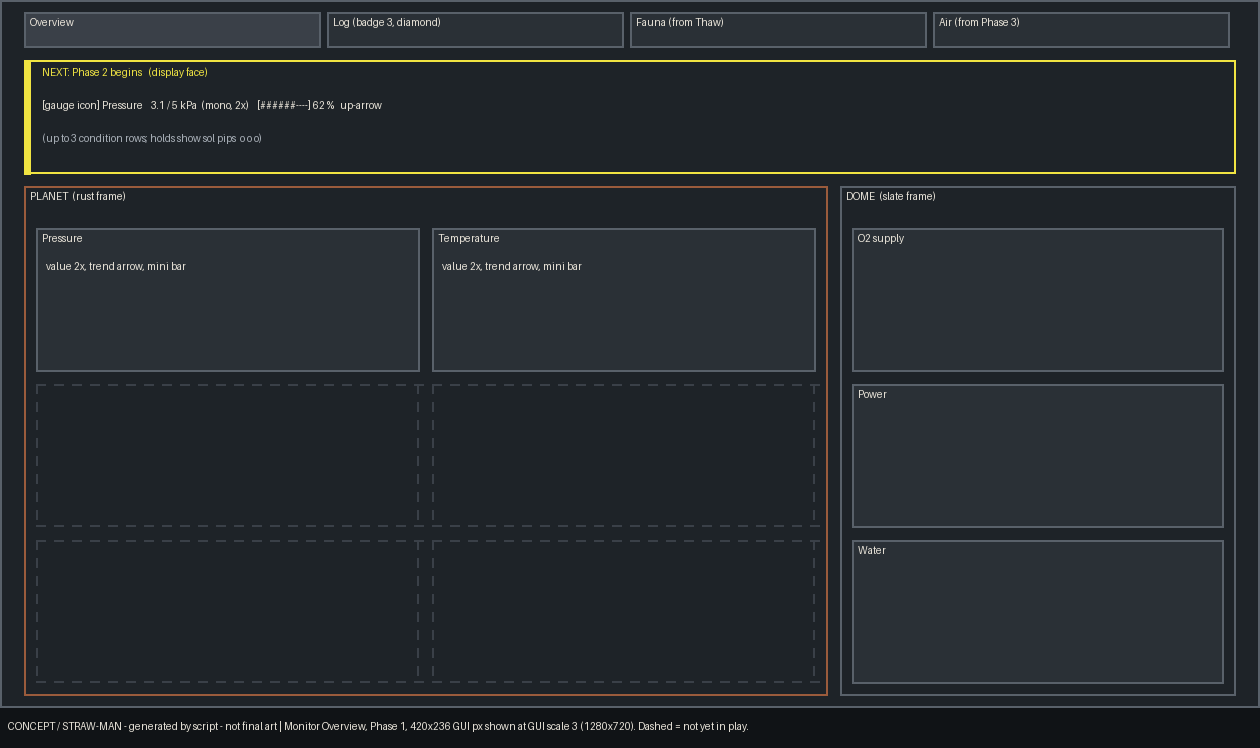 Overview
Log (badge 3, diamond)
Fauna (from Thaw)
Air (from Phase 3)
NEXT: Phase 2 begins (display face)
[gauge icon] Pressure 3.1 / 5 kPa (mono, 2x) [######----] 62 % up-arrow
(up to 3 condition rows; holds show sol pips o o o)
PLANET (rust frame)
DOME (slate frame)
Pressure
Temperature
O2 supply
value 2x, trend arrow, mini bar
value 2x, trend arrow, mini bar
Power
Water
CONCEPT / STRAW-MAN - generated by script - not final art | Monitor Overview, Phase 1, 420x236 GUI px shown at GUI scale 3 (1280x720). Dashed = not yet in play.